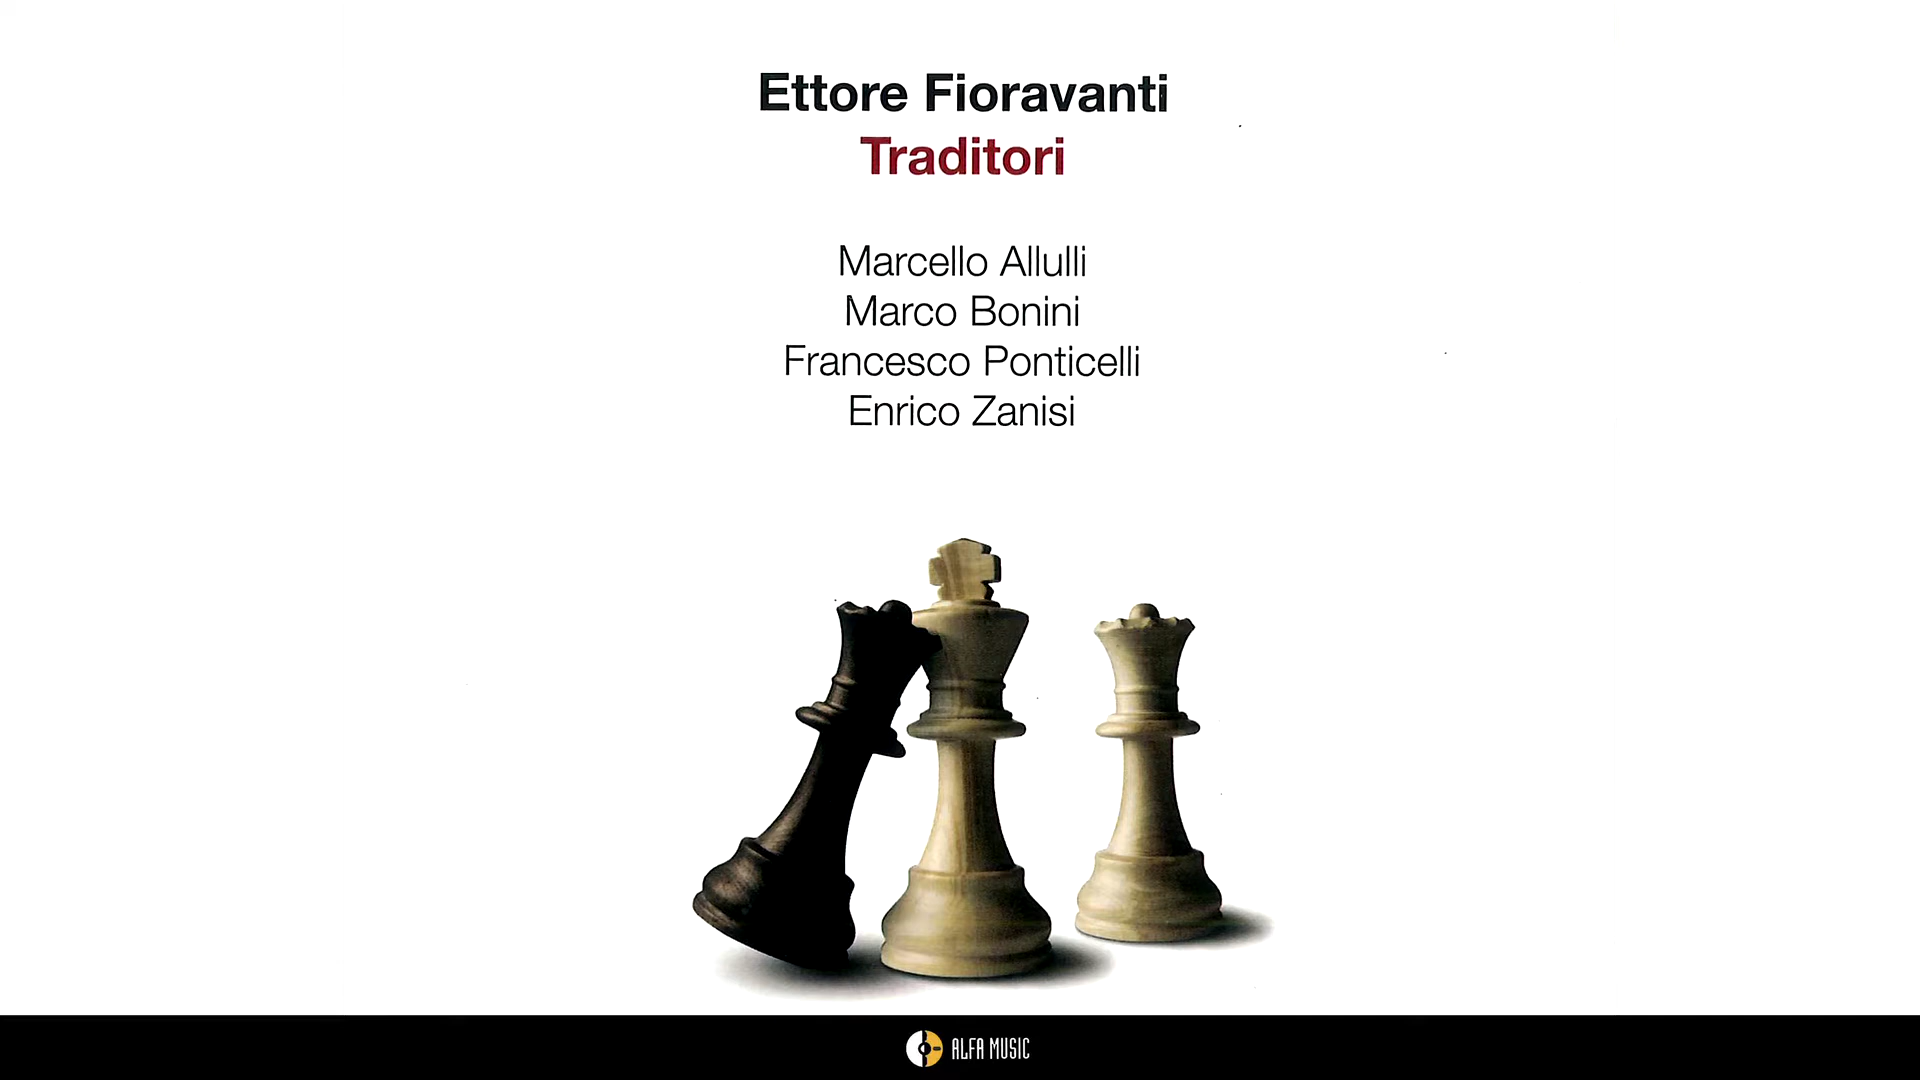 Ettore Fioravanti
Traditori
Marcello Allulli
Marco Bonini
Francesco Ponticelli
Enrico Zanisi
ALFA MUSIC